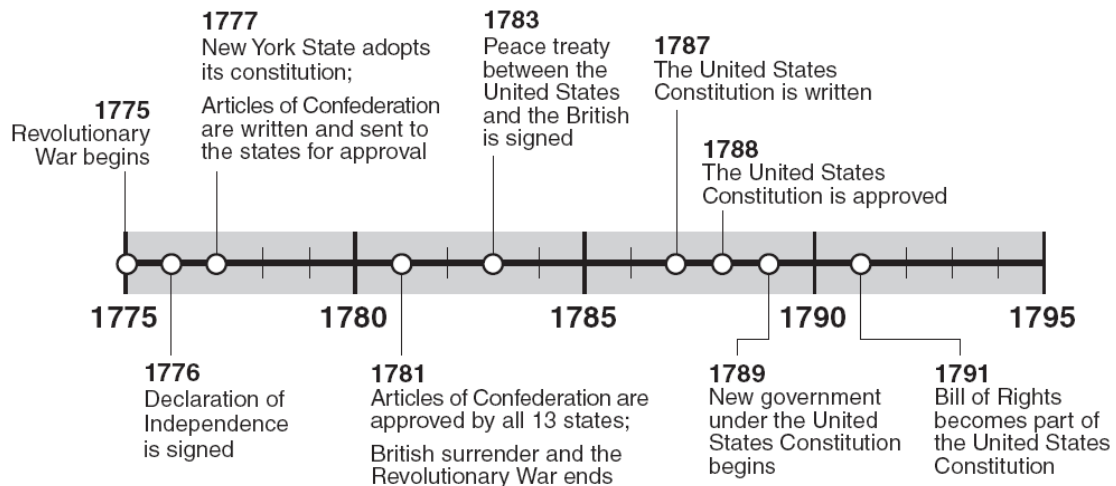 1775
Revolutionary
War begins
1777
New York State adopts
its constitution;
Articles of Confederation
are written and sent to
the states for approval
1783
Peace treaty
between the
United States
and the British
is signed
1787
The United States
Constitution is written
1788
The United States
Constitution is approved
1775
1780
1785
1790
1795
1776
Declaration of
Independence
is signed
1781
Articles of Confederation are
approved by all 13 states;
British surrender and the
Revolutionary War ends
1789
New government
under the United
States Constitution
begins
1791
Bill of Rights
becomes part of
the United States
Constitution